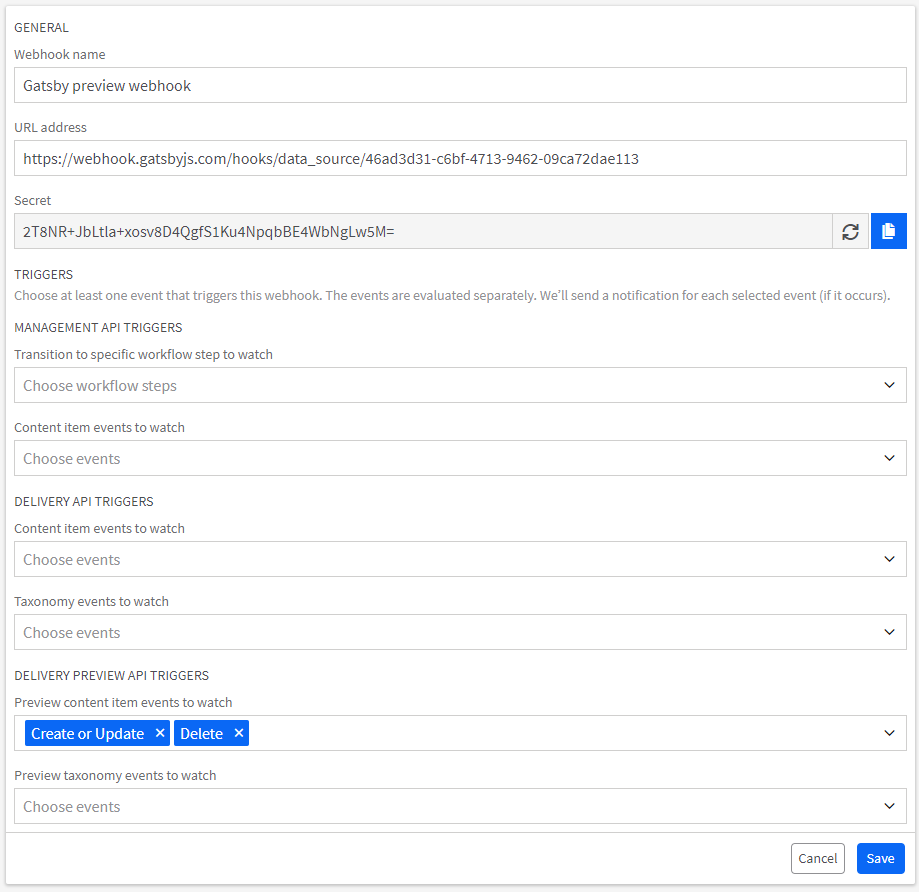 GENERAL
Webhook name
Gatsby preview webhook
URL address
https://webhook.gatsbyjs.com/hooks/data_source/46ad3d31-c6bf-4713-9462-09ca72dae113
Secret
2T8NR+JbLtla+xosv8D4QgfS1Ku4NpqbBE4WbNgLw5M=
TRIGGERS
Choose at least one event that triggers this webhook. The events are evaluated separately. We'll send a notification for each selected event (if it occurs).
MANAGEMENT API TRIGGERS
Transition to specific workflow step to watch
Choose workflow steps
Content item events to watch
Choose events
DELIVERY API TRIGGERS
Content item events to watch
Choose events
Taxonomy events to watch
Choose events
DELIVERY PREVIEW API TRIGGERS
Preview content item events to watch
Create or Update × Delete ×
Preview taxonomy events to watch
Choose events
Cancel Save